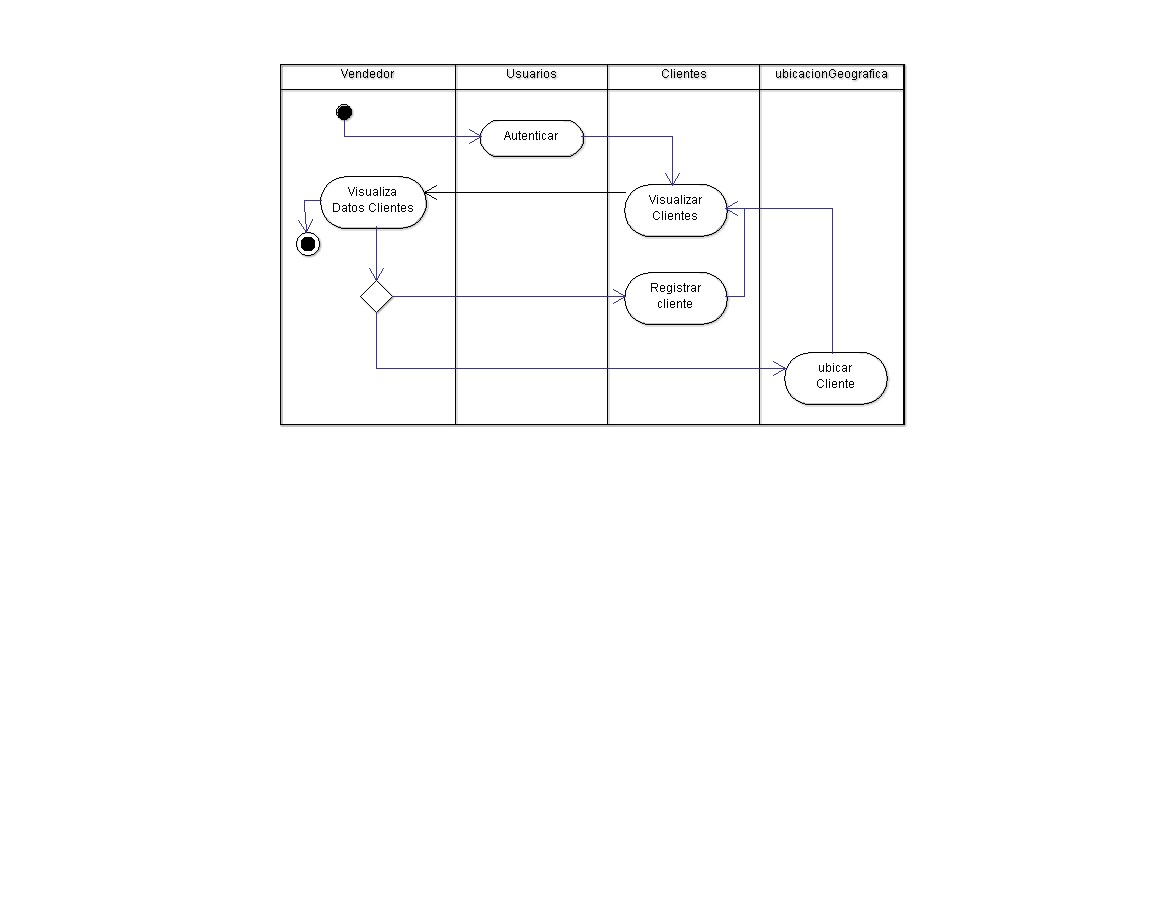 Vendedor
Usuarios
Clientes
ubicacionGeografica
Autenticar
Visualiza
Datos Clientes
Visualizar
Clientes
Registrar
cliente
ubicar
Cliente